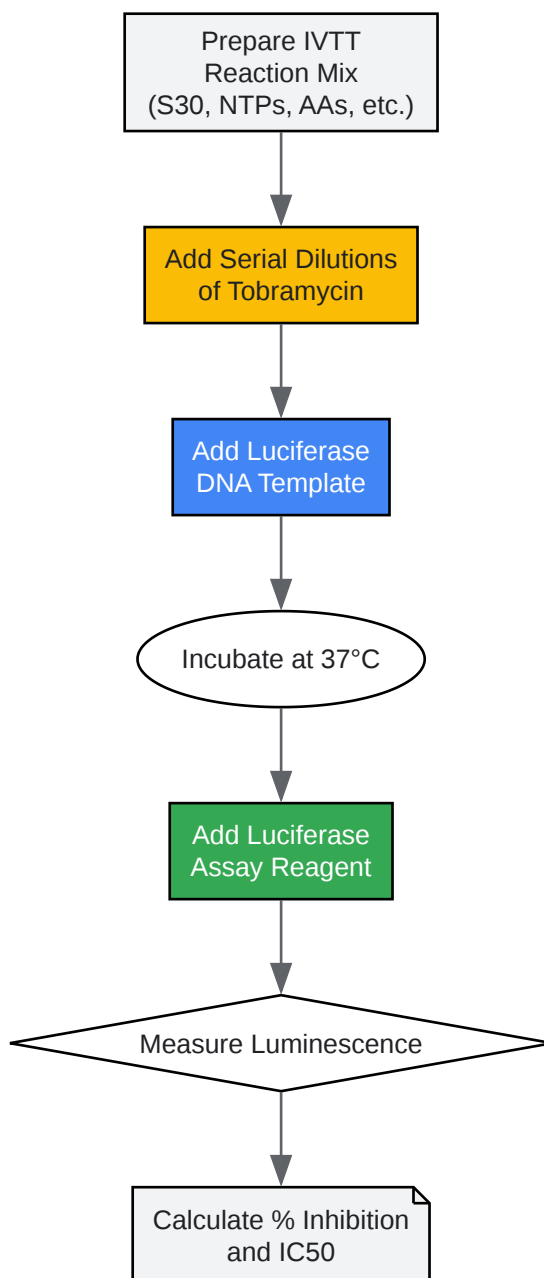 Prepare IVTT
Reaction Mix
(S30, NTPs, AAs, etc.)
Add Serial Dilutions
of Tobramycin
Add Luciferase
DNA Template
Incubate at 37°C
Add Luciferase
Assay Reagent
Measure Luminescence
Calculate % Inhibition
and IC50